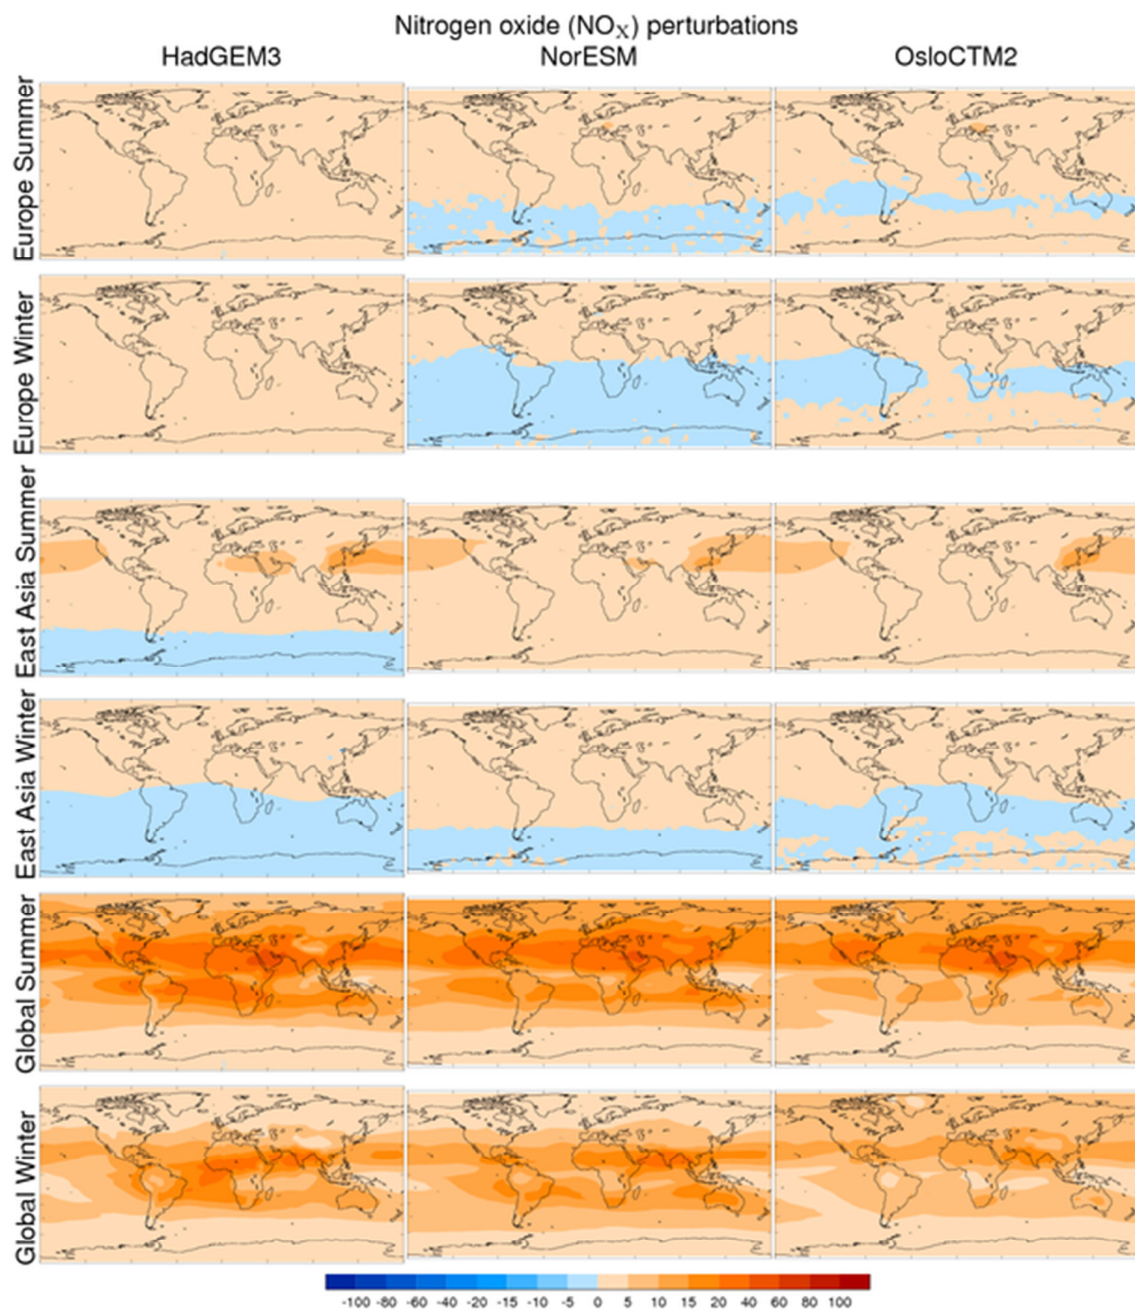 Nitrogen oxide (NOX) perturbations
HadGEM3 NorESM OsloCTM2
Europe Summer
Europe Winter
East Asia Summer
East Asia Winter
Global Summer
Global Winter
-100 -80 -60 -40 -20 -15 -10 -5 0 5 10 15 20 40 60 80 100